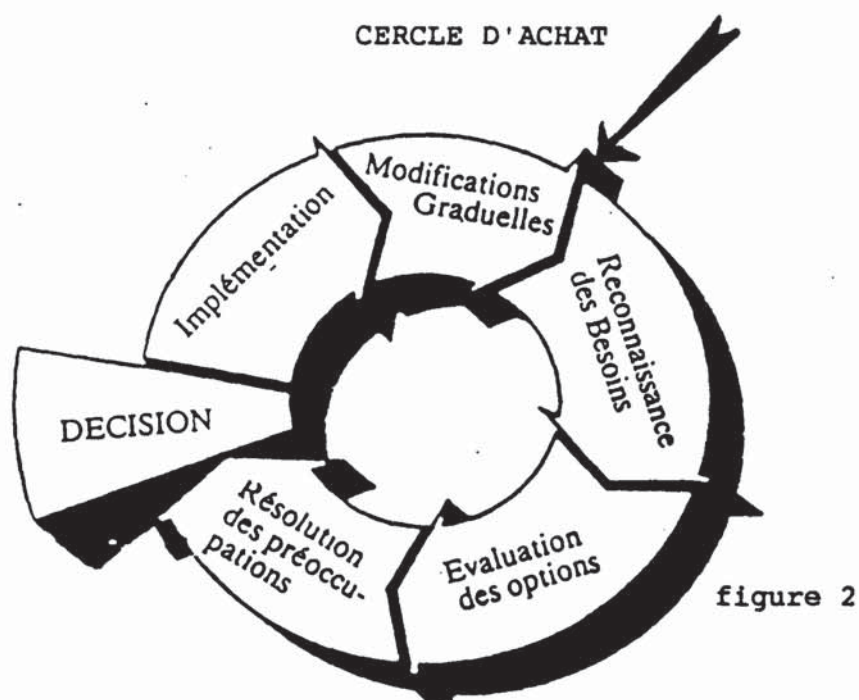 CERCLE D'ACHAT
Modifications
Graduelles
Reconnaissance
des Besoins
Evaluation
des options
Résolution
des préoccu-
pations
DECISION
Implémentation
figure 2